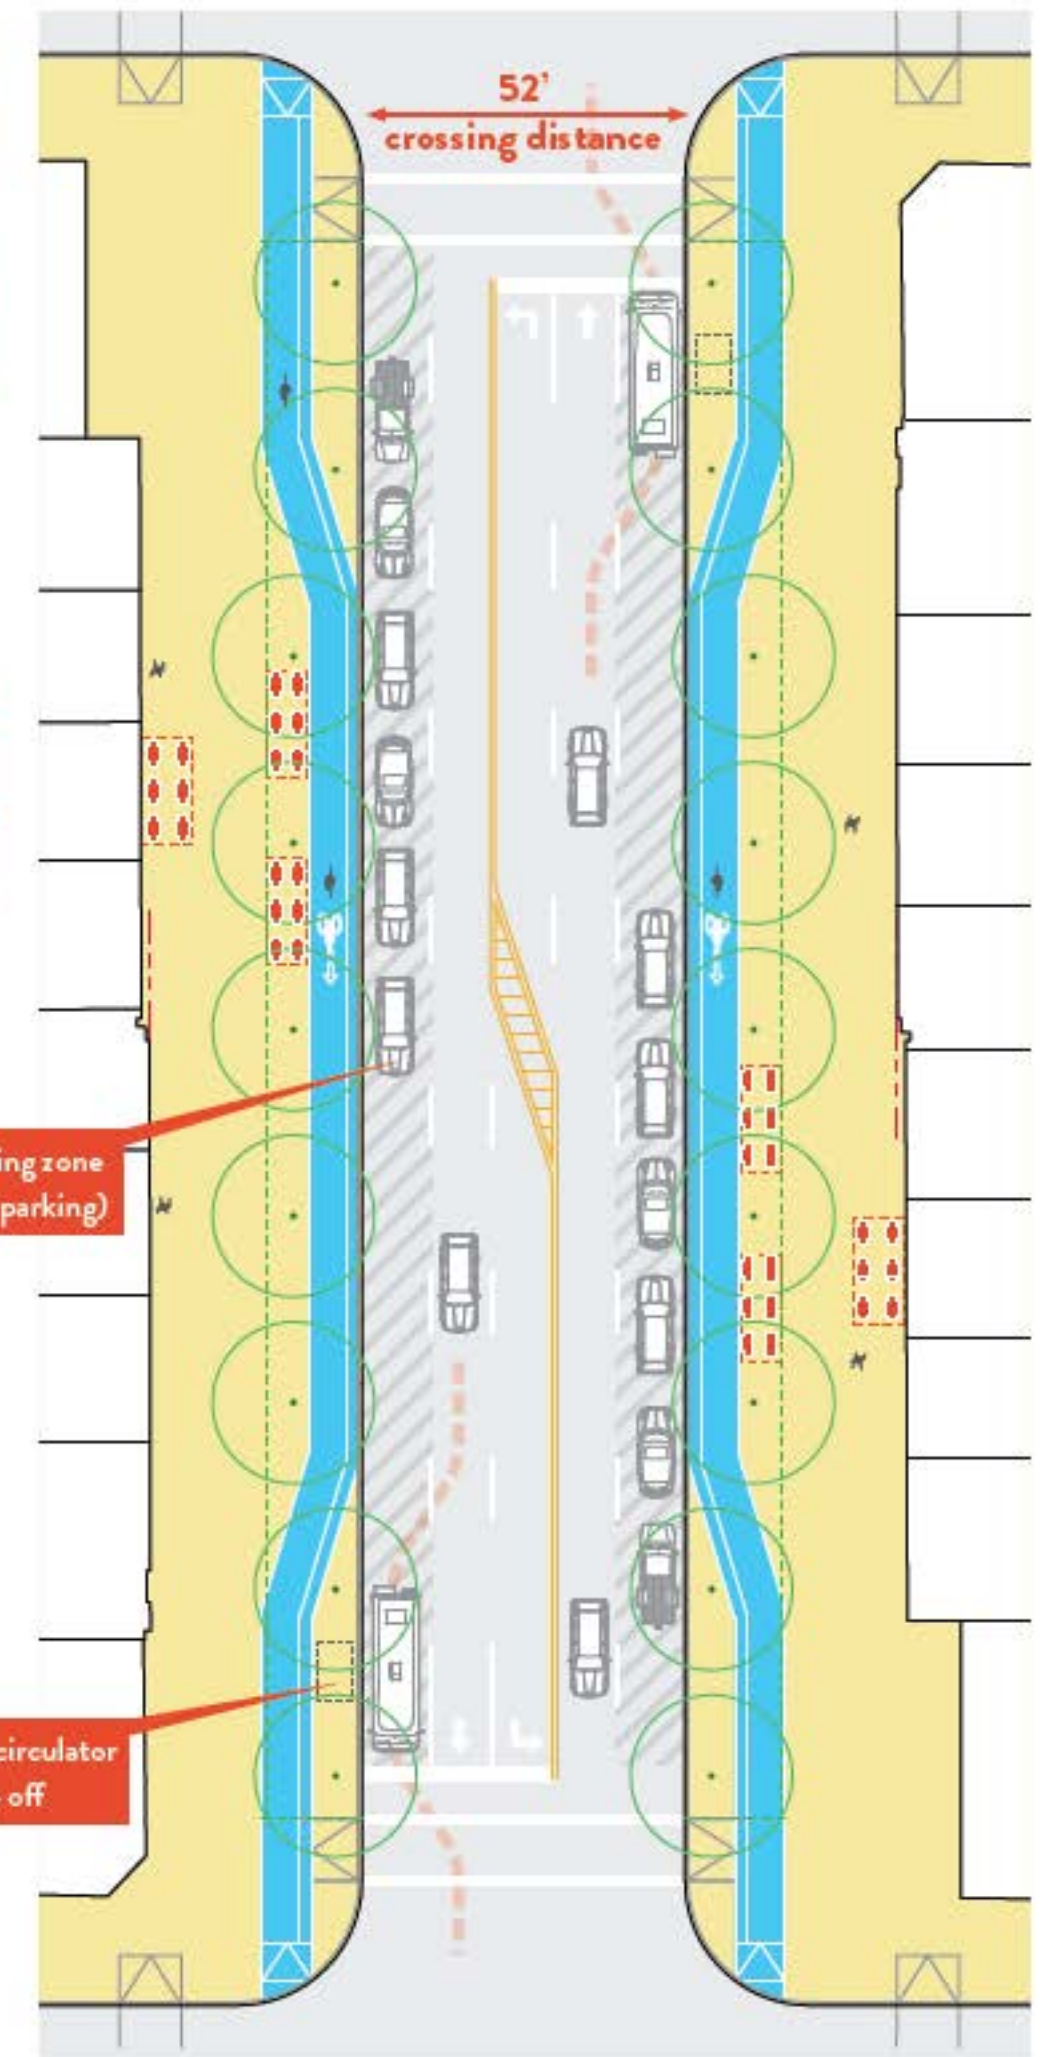 52'
crossing distance
ing zone
parking)
circulator
off